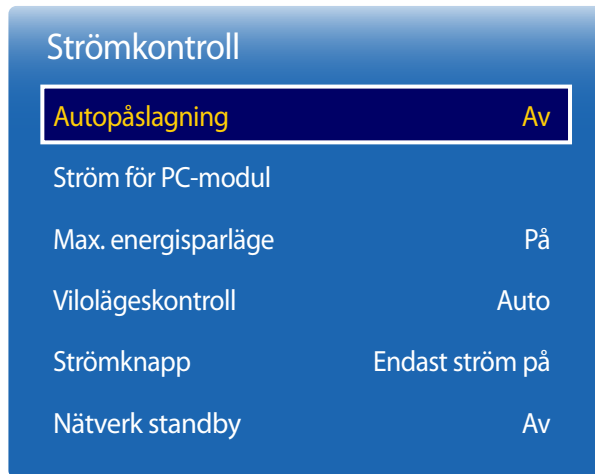 Strömkontroll
Autopåslagning Av
Ström för PC-modul
Max. energisparläge På
Vilolägeskontroll Auto
Strömknapp Endast ström på
Nätverk standby Av